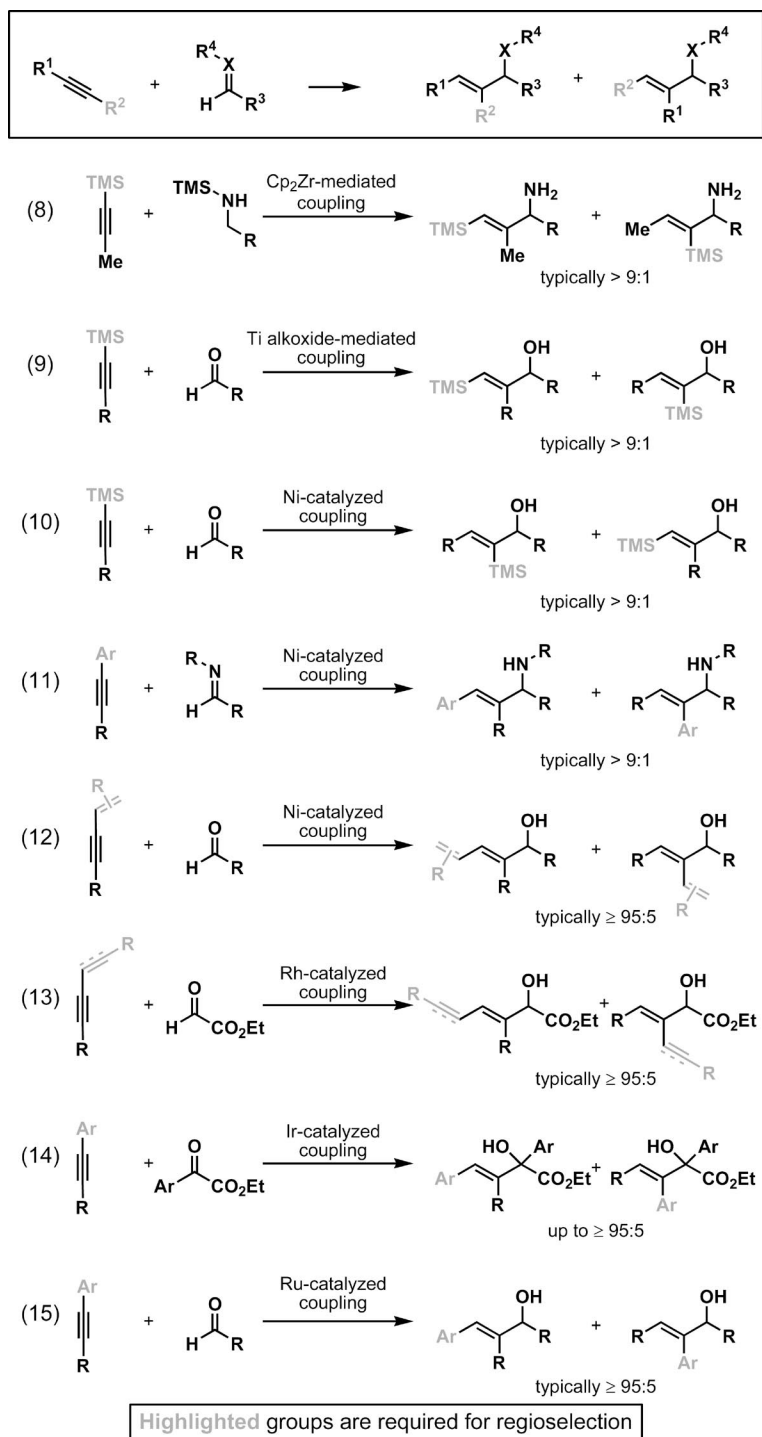 R1 + R4 X H R3 R2 X R4 R1 R3 R2 + X R4 R2 R3 R1
(8) TMS Me + TMS NH R Cp2Zr-mediated coupling NH2 TMS R Me + NH2 Me R TMS
typically > 9:1
(9) TMS R + O H R Ti alkoxide-mediated coupling OH TMS R R + OH R R TMS
typically > 9:1
(10) TMS R + O H R Ni-catalyzed coupling OH R R TMS + OH TMS R R
typically > 9:1
(11) Ar R + R N H R Ni-catalyzed coupling HN R Ar R R + HN R R R Ar
typically > 9:1
(12) R R + O H R Ni-catalyzed coupling OH R R R + OH R R R
typically ≥ 95:5
(13) R R + O H CO2Et Rh-catalyzed coupling OH R CO2Et R + OH R CO2Et R
typically ≥ 95:5
(14) Ar R + O Ar CO2Et Ir-catalyzed coupling HO Ar Ar CO2Et R + HO Ar R CO2Et Ar
up to ≥ 95:5
(15) Ar R + O H R Ru-catalyzed coupling OH Ar R R + OH R R Ar
typically ≥ 95:5
Highlighted groups are required for regioselection